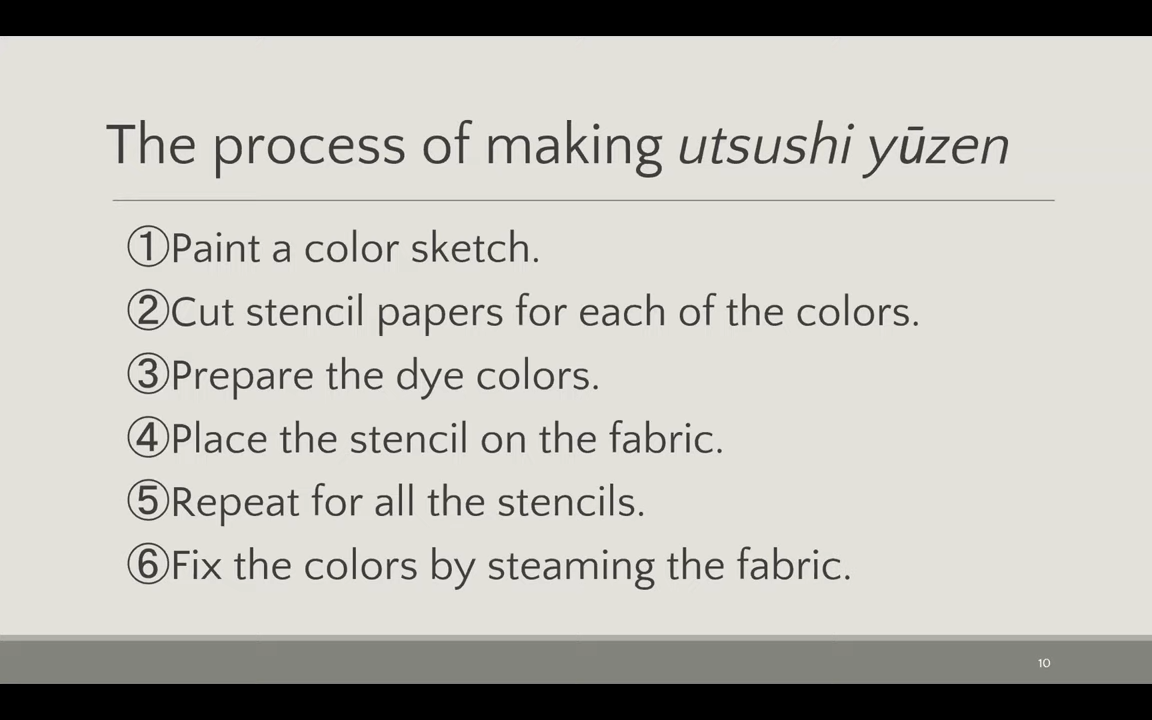 The process of making utsushi yūzen
①Paint a color sketch.
②Cut stencil papers for each of the colors.
③Prepare the dye colors.
④Place the stencil on the fabric.
⑤Repeat for all the stencils.
⑥Fix the colors by steaming the fabric.
10